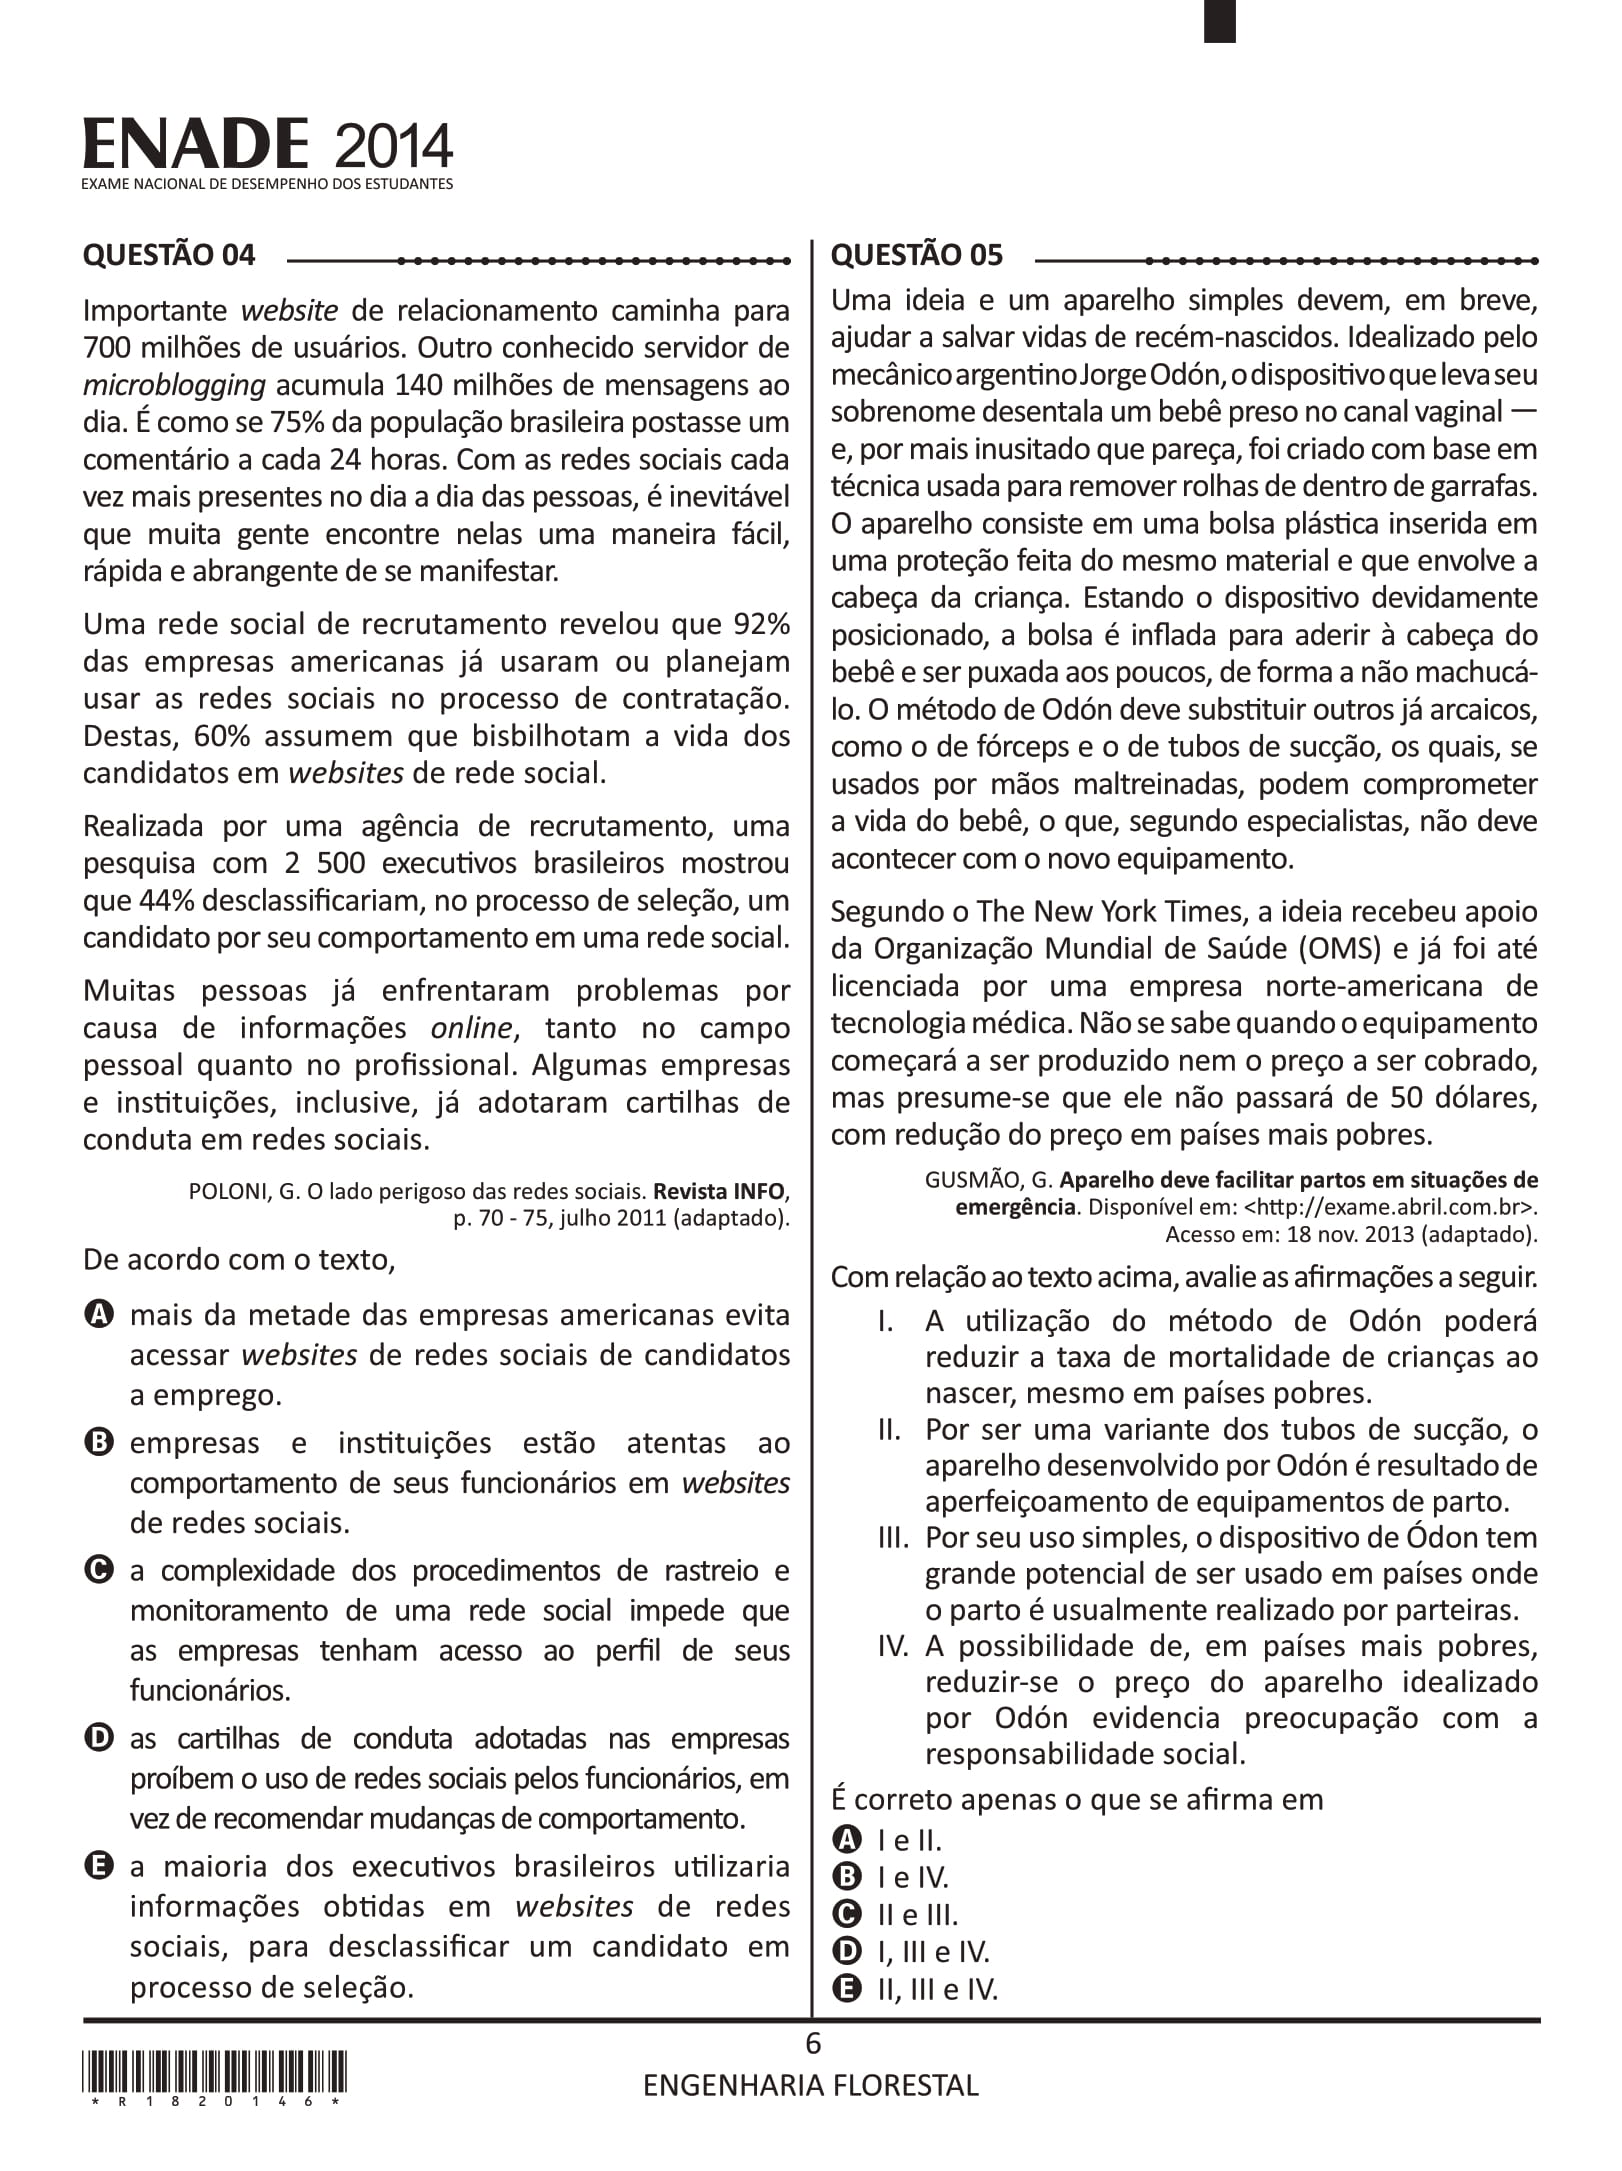 ENADE 2014
EXAME NACIONAL DE DESEMPENHO DOS ESTUDANTES
QUESTÃO 04
Importante website de relacionamento caminha para
700 milhões de usuários. Outro conhecido servidor de
microblogging acumula 140 milhões de mensagens ao
dia. É como se 75% da população brasileira postasse um
comentário a cada 24 horas. Com as redes sociais cada
vez mais presentes no dia a dia das pessoas, é inevitável
que muita gente encontre nelas uma maneira fácil,
rápida e abrangente de se manifestar.
Uma rede social de recrutamento revelou que 92%
das empresas americanas já usaram ou planejam
usar as redes sociais no processo de contratação.
Destas, 60% assumem que bisbilhotam a vida dos
candidatos em websites de rede social.
Realizada por uma agência de recrutamento, uma
pesquisa com 2 500 executivos brasileiros mostrou
que 44% desclassificariam, no processo de seleção, um
candidato por seu comportamento em uma rede social.
Muitas pessoas já enfrentaram problemas por
causa de informações online, tanto no campo
pessoal quanto no profissional. Algumas empresas
e instituições, inclusive, já adotaram cartilhas de
conduta em redes sociais.
POLONI, G. O lado perigoso das redes sociais. Revista INFO,
p. 70 - 75, julho 2011 (adaptado).
De acordo com o texto,
A mais da metade das empresas americanas evita
acessar websites de redes sociais de candidatos
a emprego.
B empresas e instituições estão atentas ao
comportamento de seus funcionários em websites
de redes sociais.
C a complexidade dos procedimentos de rastreio e
monitoramento de uma rede social impede que
as empresas tenham acesso ao perfil de seus
funcionários.
D as cartilhas de conduta adotadas nas empresas
proíbem o uso de redes sociais pelos funcionários, em
vez de recomendar mudanças de comportamento.
E a maioria dos executivos brasileiros utilizaria
informações obtidas em websites de redes
sociais, para desclassificar um candidato em
processo de seleção.
QUESTÃO 05
Uma ideia e um aparelho simples devem, em breve,
ajudar a salvar vidas de recém-nascidos. Idealizado pelo
mecânico argentino Jorge Odón, o dispositivo que leva seu
sobrenome desentala um bebê preso no canal vaginal —
e, por mais inusitado que pareça, foi criado com base em
técnica usada para remover rolhas de dentro de garrafas.
O aparelho consiste em uma bolsa plástica inserida em
uma proteção feita do mesmo material e que envolve a
cabeça da criança. Estando o dispositivo devidamente
posicionado, a bolsa é inflada para aderir à cabeça do
bebê e ser puxada aos poucos, de forma a não machucá-
lo. O método de Odón deve substituir outros já arcaicos,
como o de fórceps e o de tubos de sucção, os quais, se
usados por mãos maltreinadas, podem comprometer
a vida do bebê, o que, segundo especialistas, não deve
acontecer com o novo equipamento.
Segundo o The New York Times, a ideia recebeu apoio
da Organização Mundial de Saúde (OMS) e já foi até
licenciada por uma empresa norte-americana de
tecnologia médica. Não se sabe quando o equipamento
começará a ser produzido nem o preço a ser cobrado,
mas presume-se que ele não passará de 50 dólares,
com redução do preço em países mais pobres.
GUSMÃO, G. Aparelho deve facilitar partos em situações de
emergência. Disponível em: <http://exame.abril.com.br>.
Acesso em: 18 nov. 2013 (adaptado).
Com relação ao texto acima, avalie as afirmações a seguir.
I. A utilização do método de Odón poderá
reduzir a taxa de mortalidade de crianças ao
nascer, mesmo em países pobres.
II. Por ser uma variante dos tubos de sucção, o
aparelho desenvolvido por Odón é resultado de
aperfeiçoamento de equipamentos de parto.
III. Por seu uso simples, o dispositivo de Ódon tem
grande potencial de ser usado em países onde
o parto é usualmente realizado por parteiras.
IV. A possibilidade de, em países mais pobres,
reduzir-se o preço do aparelho idealizado
por Odón evidencia preocupação com a
responsabilidade social.
É correto apenas o que se afirma em
A I e II.
B I e IV.
C II e III.
D I, III e IV.
E II, III e IV.
6
ENGENHARIA FLORESTAL
*R1820146*